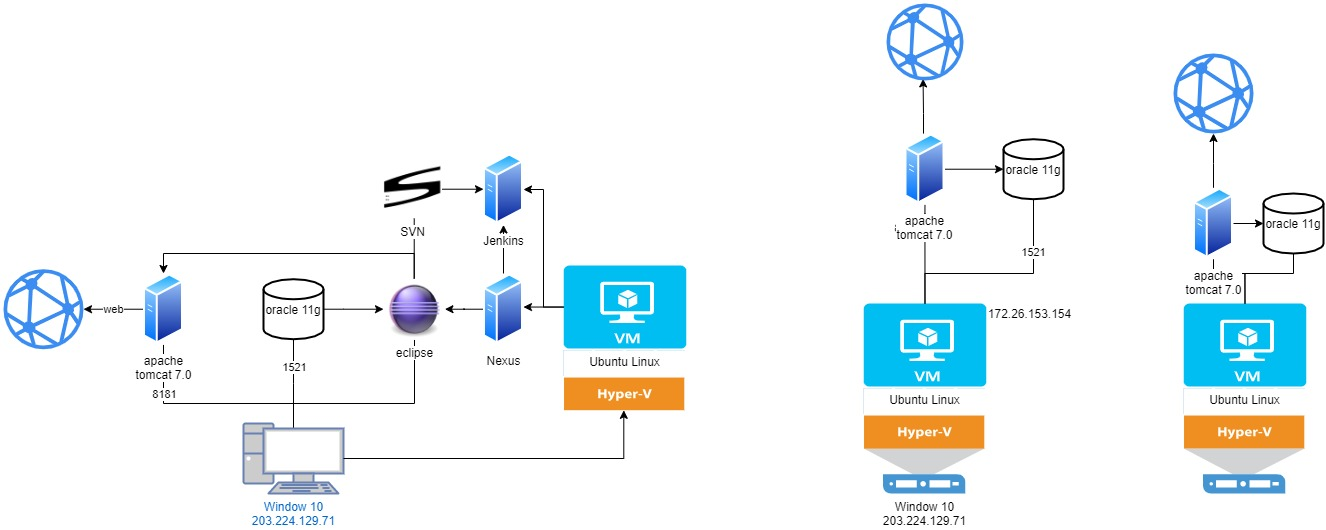 SVN
Jenkins
web
apache
tomcat 7.0
8181
oracle 11g
1521
eclipse
Nexus
VM
Ubuntu Linux
Hyper-V
Window 10
203.224.129.71
apache
tomcat 7.0
oracle 11g
1521
172.26.153.154
VM
Ubuntu Linux
Hyper-V
Window 10
203.224.129.71
apache
tomcat 7.0
oracle 11g
VM
Ubuntu Linux
Hyper-V